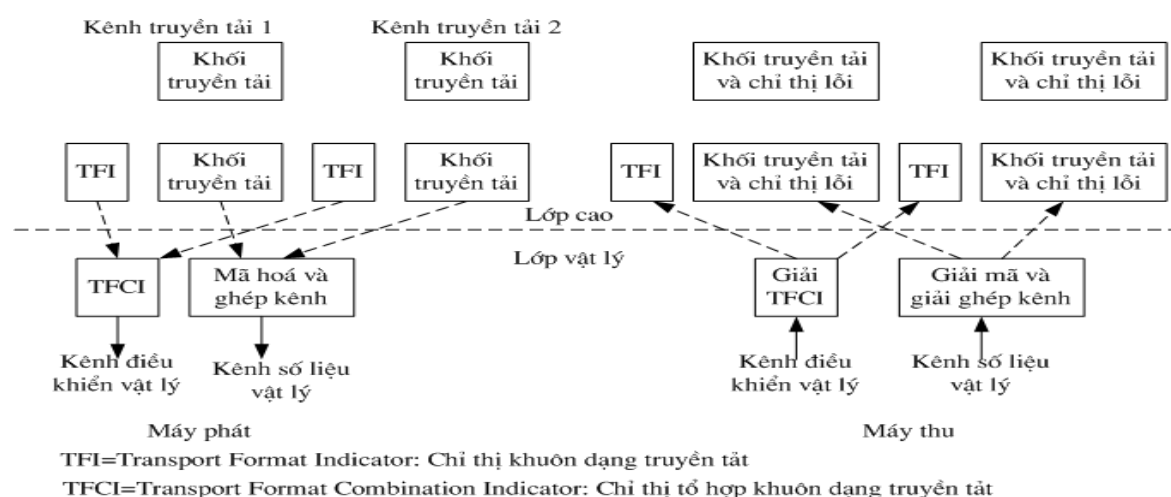 Kênh truyền tải 1
Kênh truyền tải 2
Khối
truyền tải
Khối
truyền tải
Khối truyền tải
và chỉ thị lỗi
Khối truyền tải
và chỉ thị lỗi
TFI
Khối
truyền tải
TFI
Khối
truyền tải
TFI
Khối truyền tải
và chỉ thị lỗi
TFI
Khối truyền tải
và chỉ thị lỗi
Lớp cao
Lớp vật lý
TFCI
Mã hoá và
ghép kênh
Giải
TFCI
Giải mã và
giải ghép kênh
Kênh điều
khiển vật lý
Kênh số liệu
vật lý
Kênh điều
khiển vật lý
Kênh số liệu
vật lý
Máy phát
Máy thu
TFI=Transport Format Indicator: Chỉ thị khuôn dạng truyền tảt
TFCI=Transport Format Combination Indicator: Chỉ thị tổ hợp khuôn dạng truyền tảt